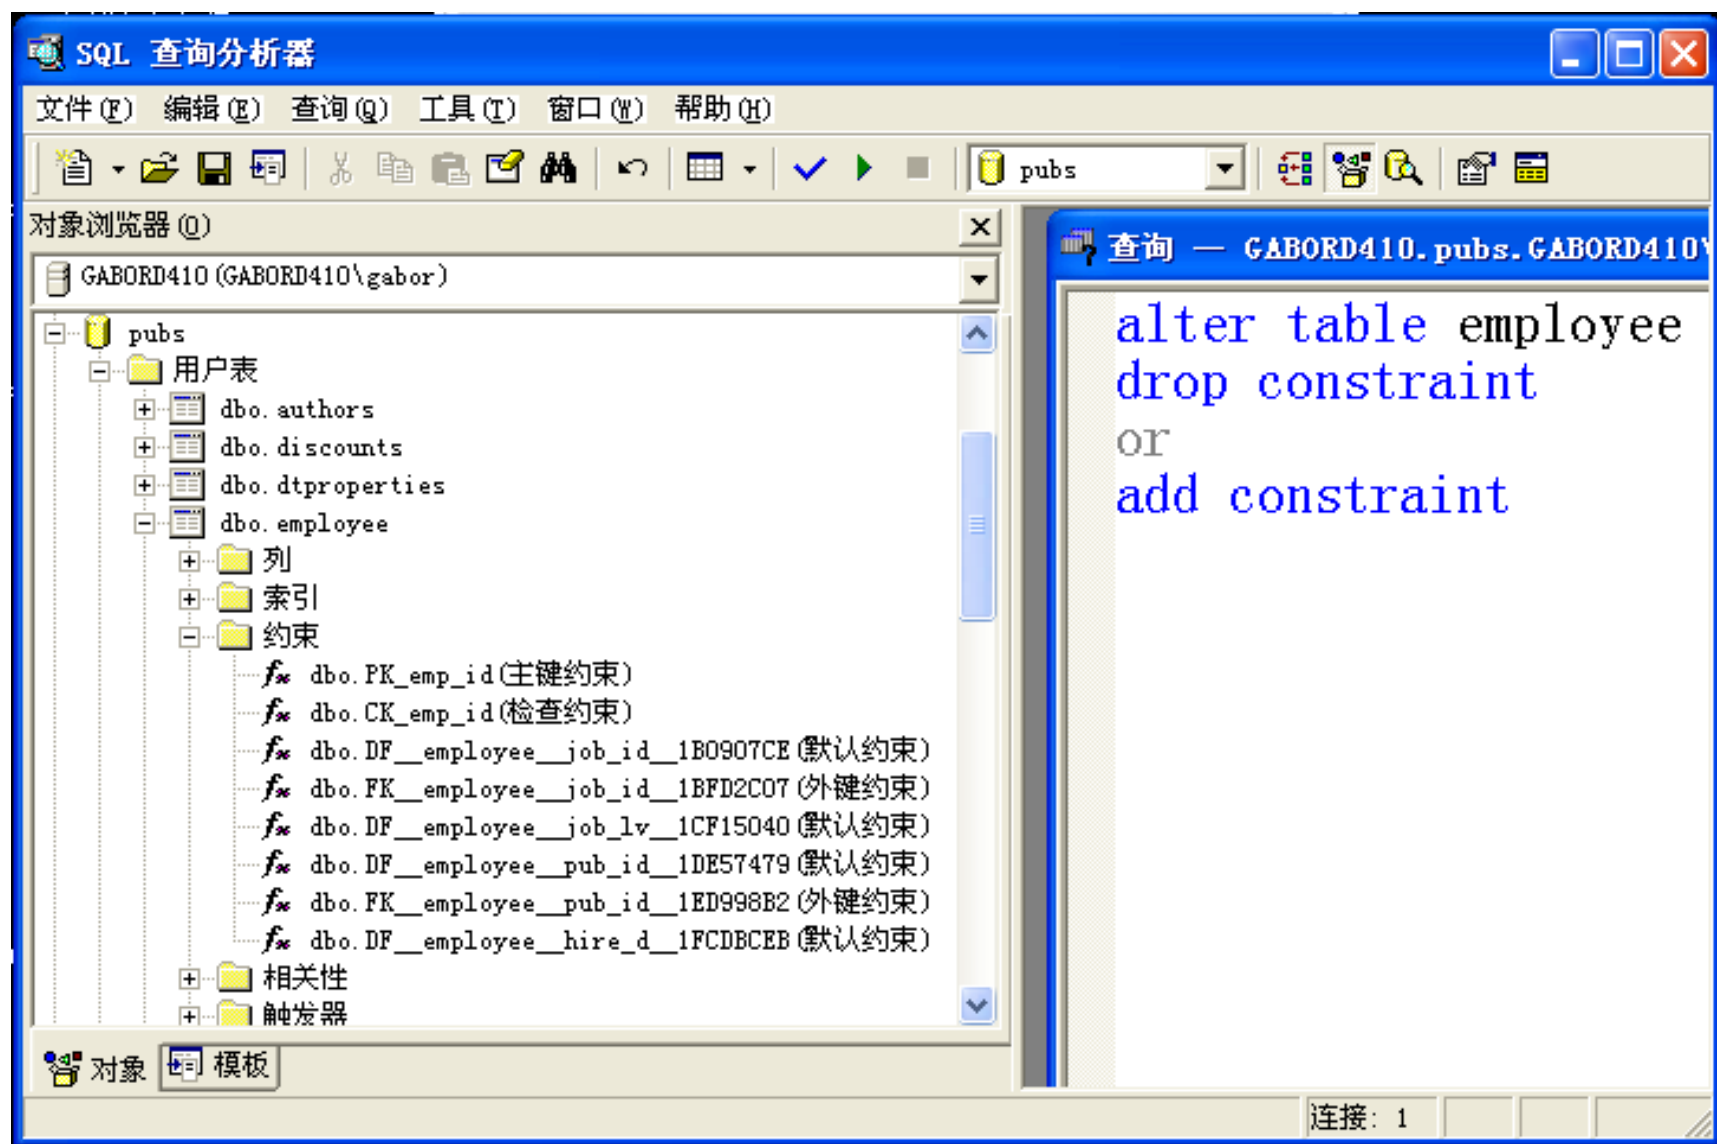 SQL 查询分析器
文件(F) 编辑(E) 查询(Q) 工具(T) 窗口(W) 帮助(H)
pubs
对象浏览器(O)
GABORD410(GABORD410\gabor)
pubs
用户表
dbo.authors
dbo.discounts
dbo.dtproperties
dbo.employee
列
索引
约束
dbo.PK_emp_id(主键约束)
dbo.CK_emp_id(检查约束)
dbo.DF__employee__job_id__1B0907CE(默认约束)
dbo.FK__employee__job_id__1BFD2C07(外键约束)
dbo.DF__employee__job_lv__1CF15040(默认约束)
dbo.DF__employee__pub_id__1DE57479(默认约束)
dbo.FK__employee__pub_id__1ED998B2(外键约束)
dbo.DF__employee__hire_d__1FCDBCEB(默认约束)
相关性
触发器
对象 模板
查询 — GABORD410.pubs.GABORD410\
alter table employee
drop constraint
or
add constraint
连接: 1